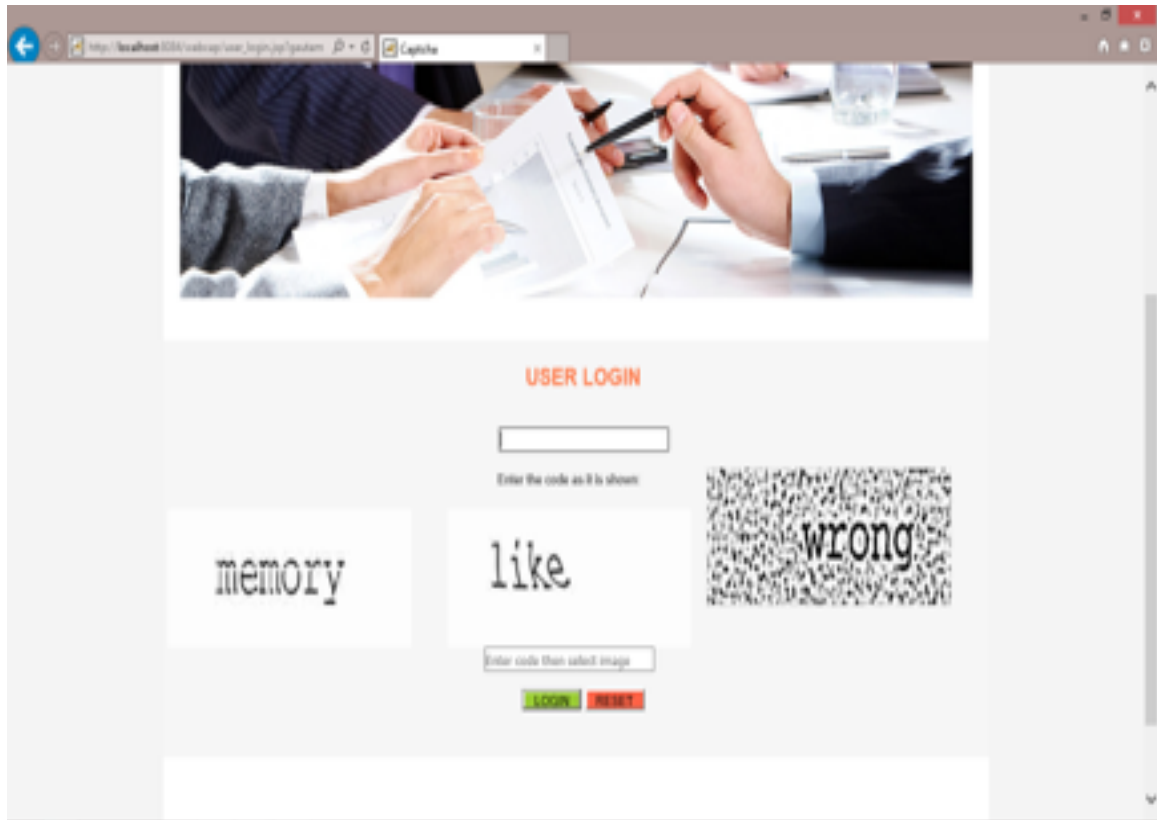 Captcha
USER LOGIN
Enter the code as it is shown:
memory
like
wrong
Enter code then select image
LOGIN RESET